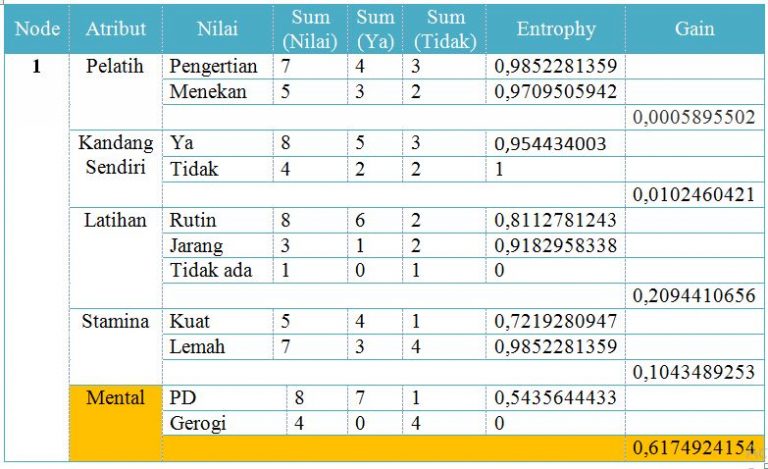 Node Atribut Nilai Sum (Nilai) Sum (Ya) Sum (Tidak) Entrophy Gain
1 Pelatih Pengertian 7 4 3 0,9852281359
Menekan 5 3 2 0,9709505942
0,0005895502
Kandang Sendiri Ya 8 5 3 0,954434003
Tidak 4 2 2 1
0,0102460421
Latihan Rutin 8 6 2 0,8112781243
Jarang 3 1 2 0,9182958338
Tidak ada 1 0 1 0
0,2094410656
Stamina Kuat 5 4 1 0,7219280947
Lemah 7 3 4 0,9852281359
0,1043489253
Mental PD 8 7 1 0,5435644433
Gerogi 4 0 4 0
0,6174924154